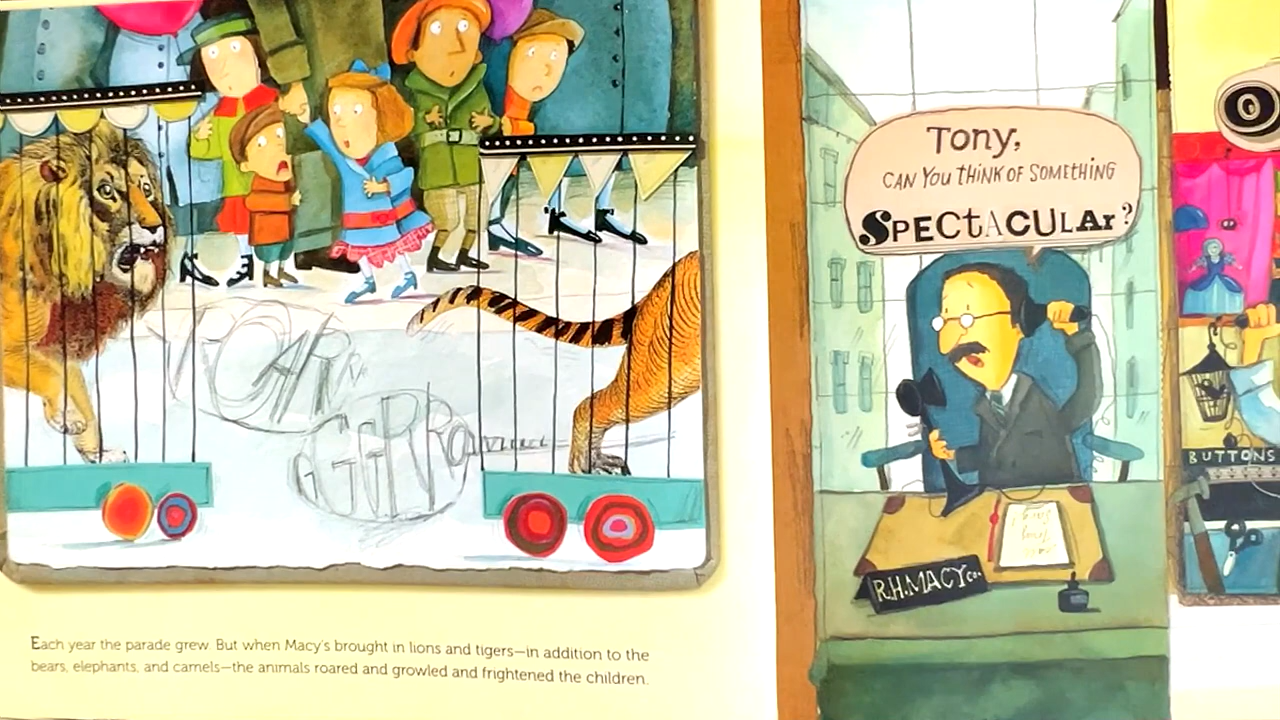 ROAR
GGRRR
Each year the parade grew. But when Macy's brought in lions and tigers—in addition to the
bears, elephants, and camels—the animals roared and growled and frightened the children.
TONY,
CAN YOU THINK OF SOMETHING
SPECTACULAR?
R.H.MACY Co.
BUTTONS